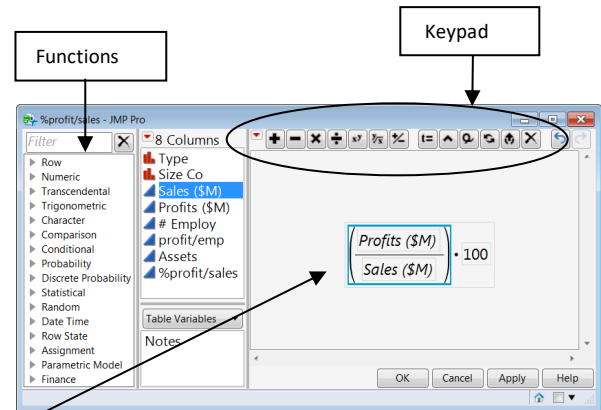 Functions
Keypad
%profit/sales - JMP Pro
Filter
8 Columns
t=
Row
Numeric
Transcendental
Trigonometric
Character
Comparison
Conditional
Probability
Discrete Probability
Statistical
Random
Date Time
Row State
Assignment
Parametric Model
Finance
Type
Size Co
Sales ($M)
Profits ($M)
# Employ
profit/emp
Assets
%profit/sales
Table Variables
Notes
Profits ($M)
Sales ($M)
• 100
OK Cancel Apply Help